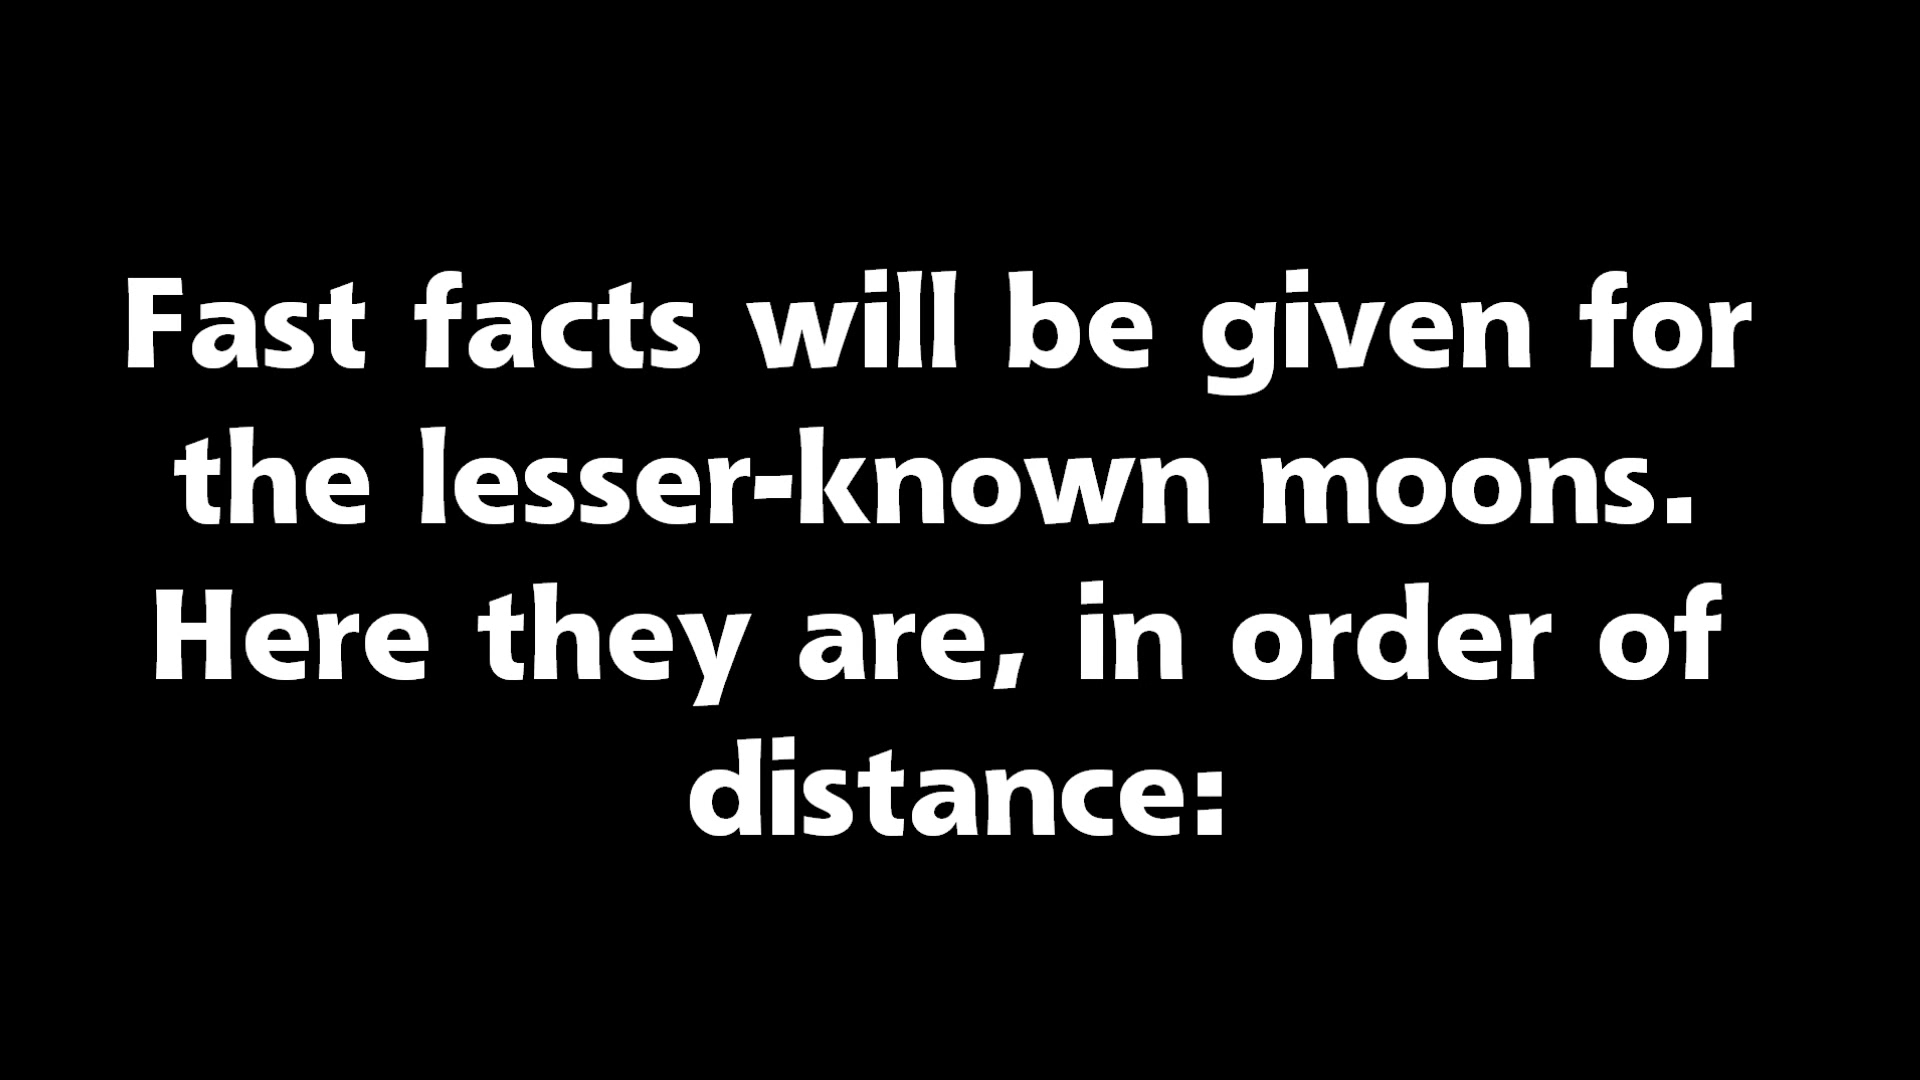 Fast facts will be given for
the lesser-known moons.
Here they are, in order of
distance: